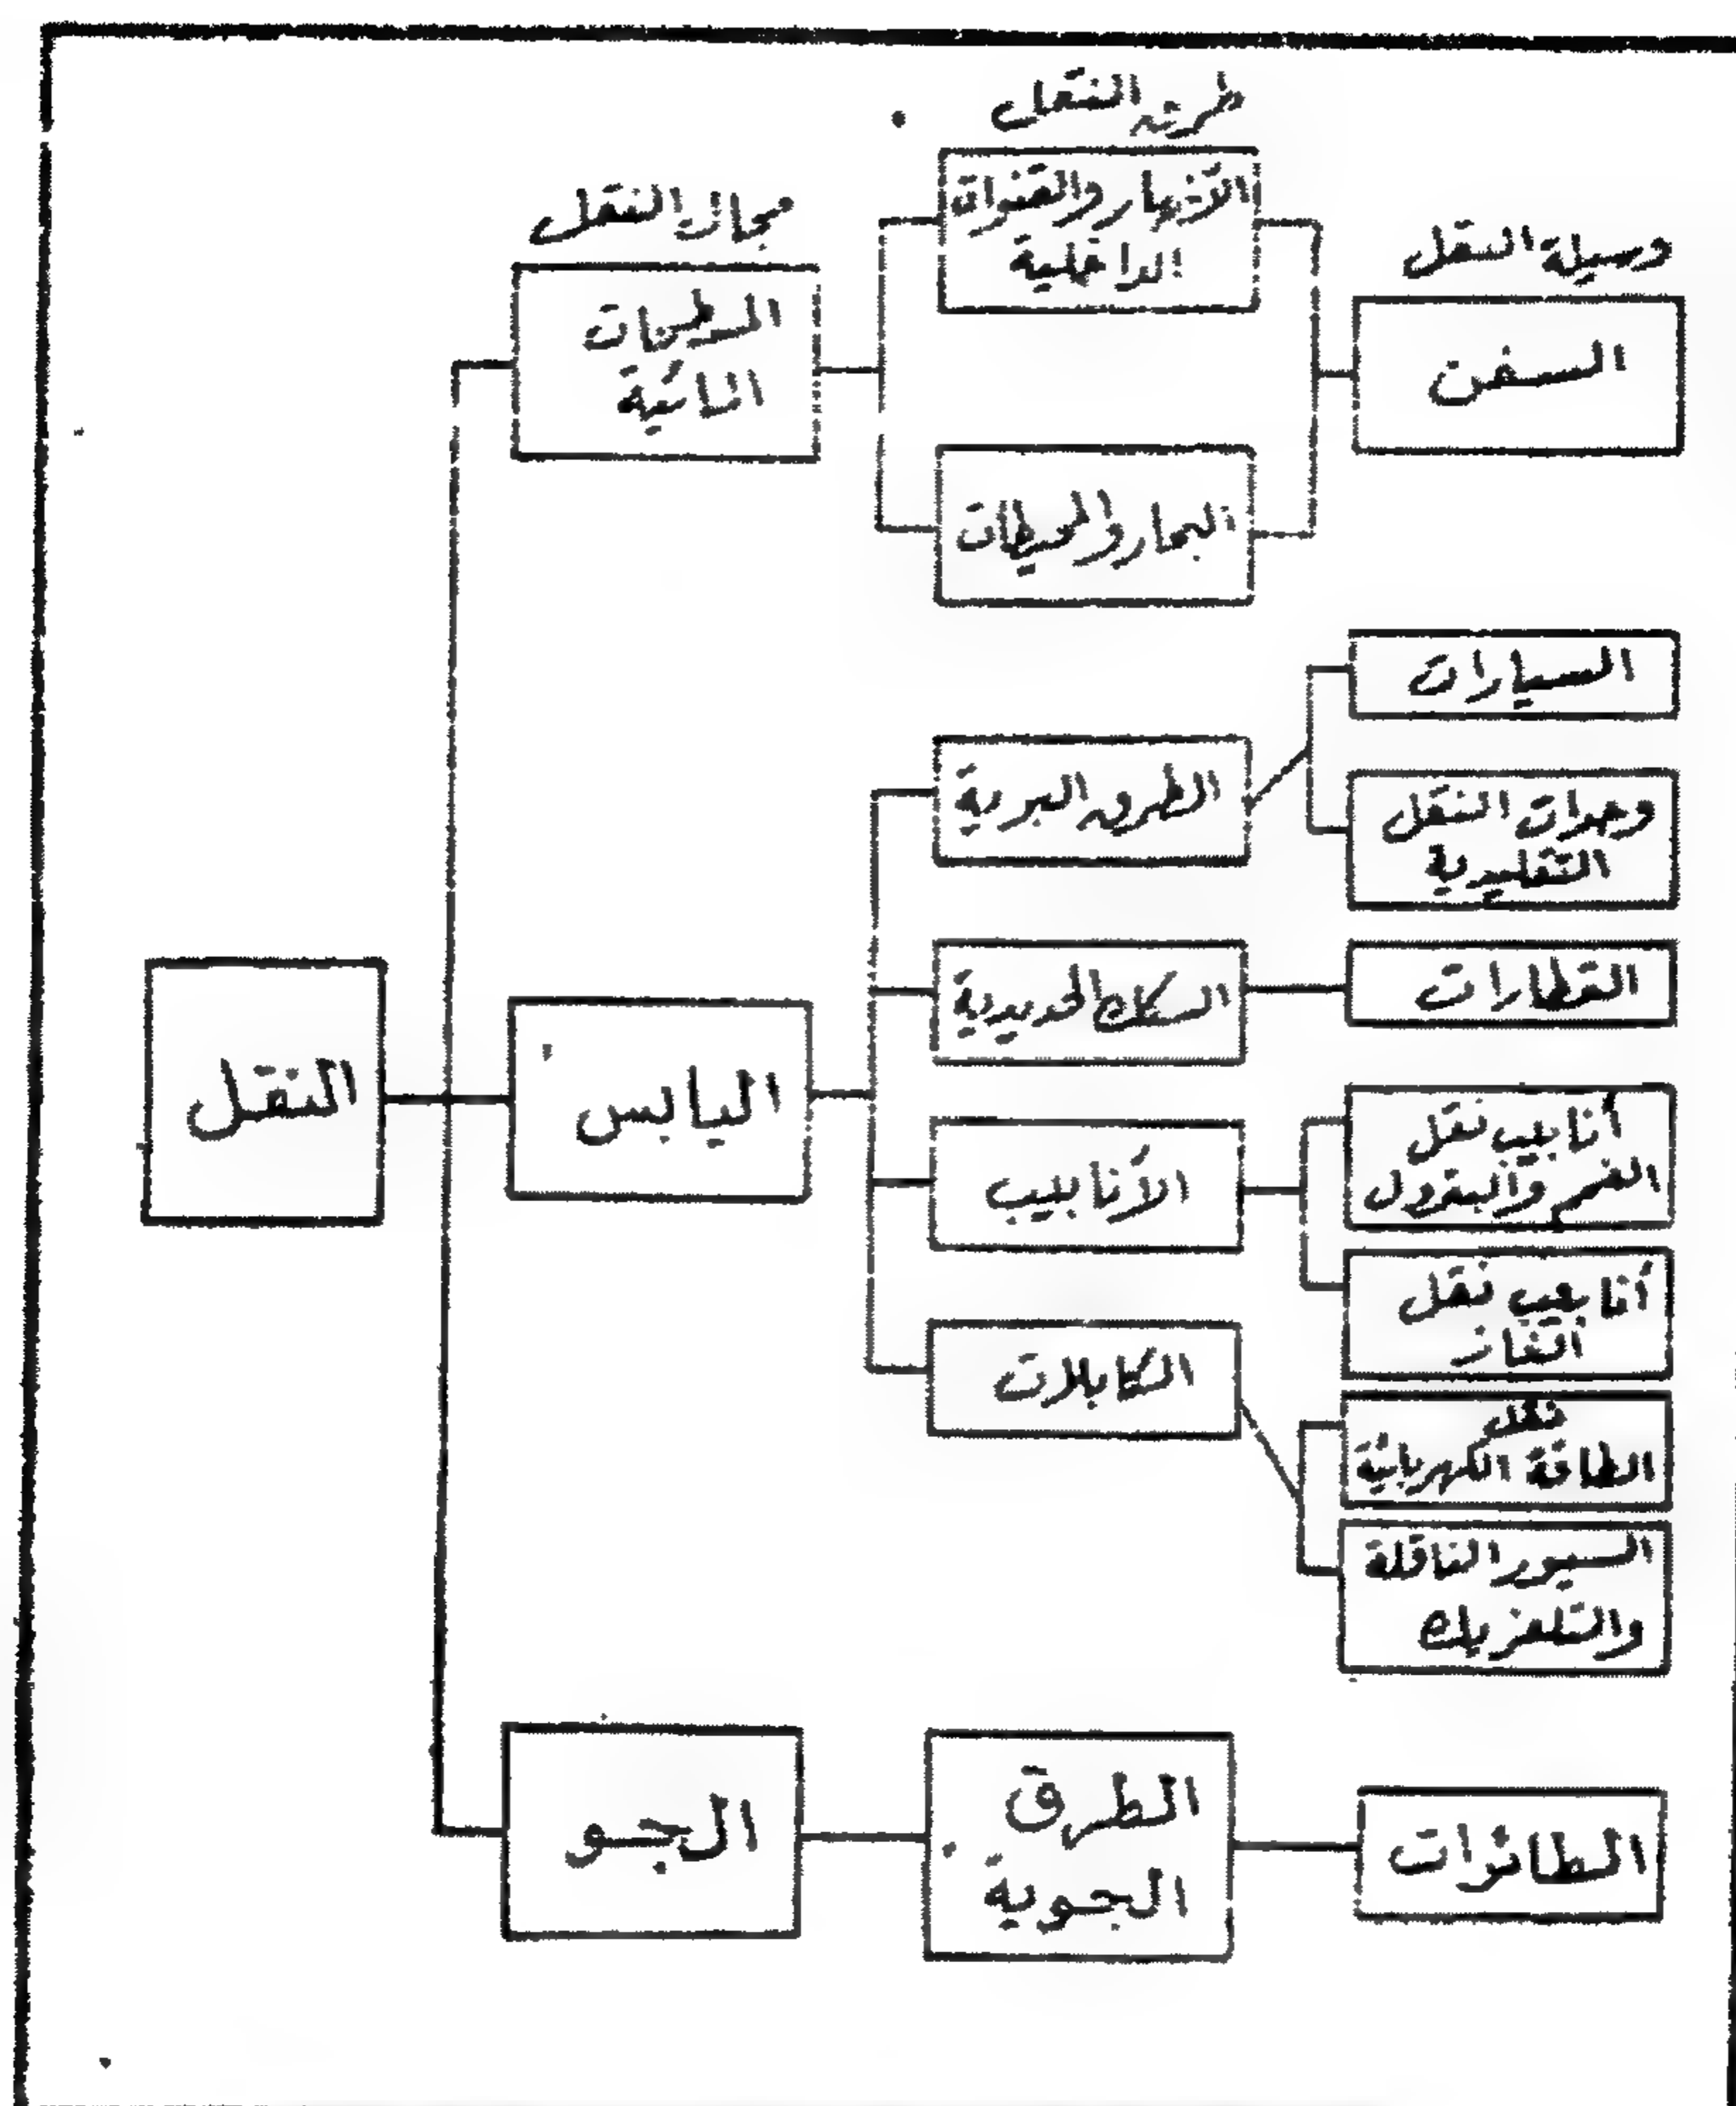 طرق النقل
مجال النقل
وسيلة النقل
الأنهار والقنوات
الداخلية
المسطحات
المائية
السفن
البحار والمحيطات
السيارات
الطرق البرية
وحدات النقل
التقليدية
السكك الحديدية
القطارات
النقل
اليابس
الأنابيب
أنابيب نقل
الفحم والبترول
أنابيب نقل
الغاز
الكابلات
نقل
الطاقة الكهربائية
السيور الناقلة
والتلفريك
الجو
الطرق
الجوية
الطائرات